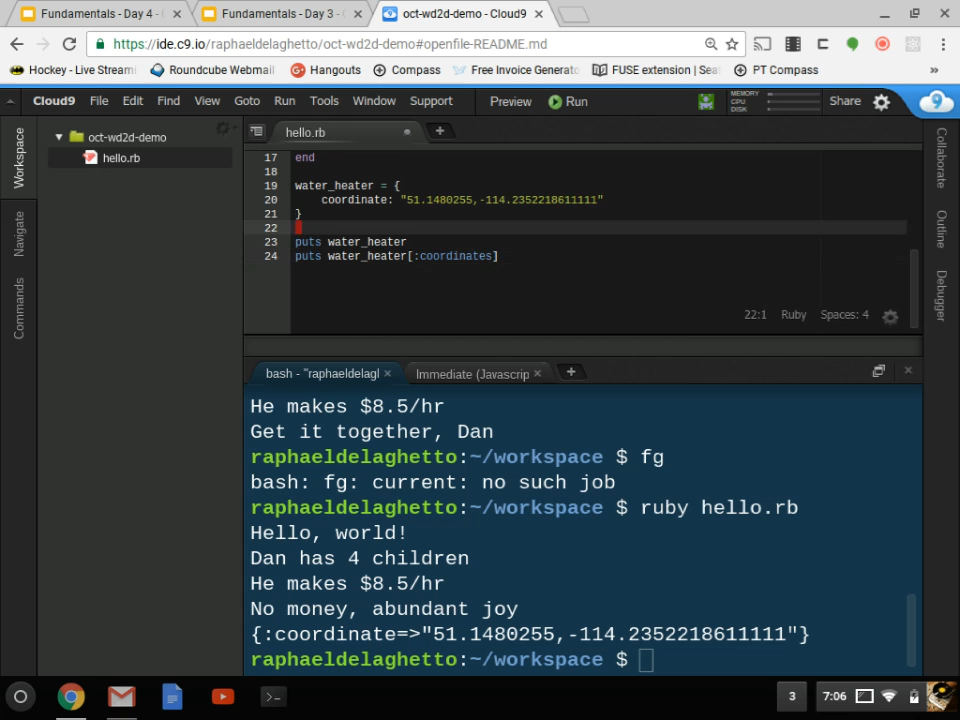 Fundamentals - Day 4 -
Fundamentals - Day 3 -
oct-wd2d-demo - Cloud9
https://ide.c9.io/raphaeldelaghetto/oct-wd2d-demo#openfile-README.md
Hockey - Live Streami
Roundcube Webmail
Hangouts
Compass
Free Invoice Generato
FUSE extension | Sea
PT Compass
»
Cloud9 File Edit Find View Goto Run Tools Window Support Preview Run
MEMORY
CPU
DISK
Share
Workspace
Navigate
Commands
oct-wd2d-demo
hello.rb
hello.rb
17 end
18
19 water_heater = {
20     coordinate: "51.1480255,-114.2352218611111"
21 }
22
23 puts water_heater
24 puts water_heater[:coordinates]
22:1 Ruby Spaces: 4
Collaborate
Outline
Debugger
bash - "raphaeldelagl
Immediate (Javascrip
He makes $8.5/hr
Get it together, Dan
raphaeldelaghetto:~/workspace $ fg
bash: fg: current: no such job
raphaeldelaghetto:~/workspace $ ruby hello.rb
Hello, world!
Dan has 4 children
He makes $8.5/hr
No money, abundant joy
{:coordinate=>"51.1480255,-114.2352218611111"}
raphaeldelaghetto:~/workspace $
3
7:06